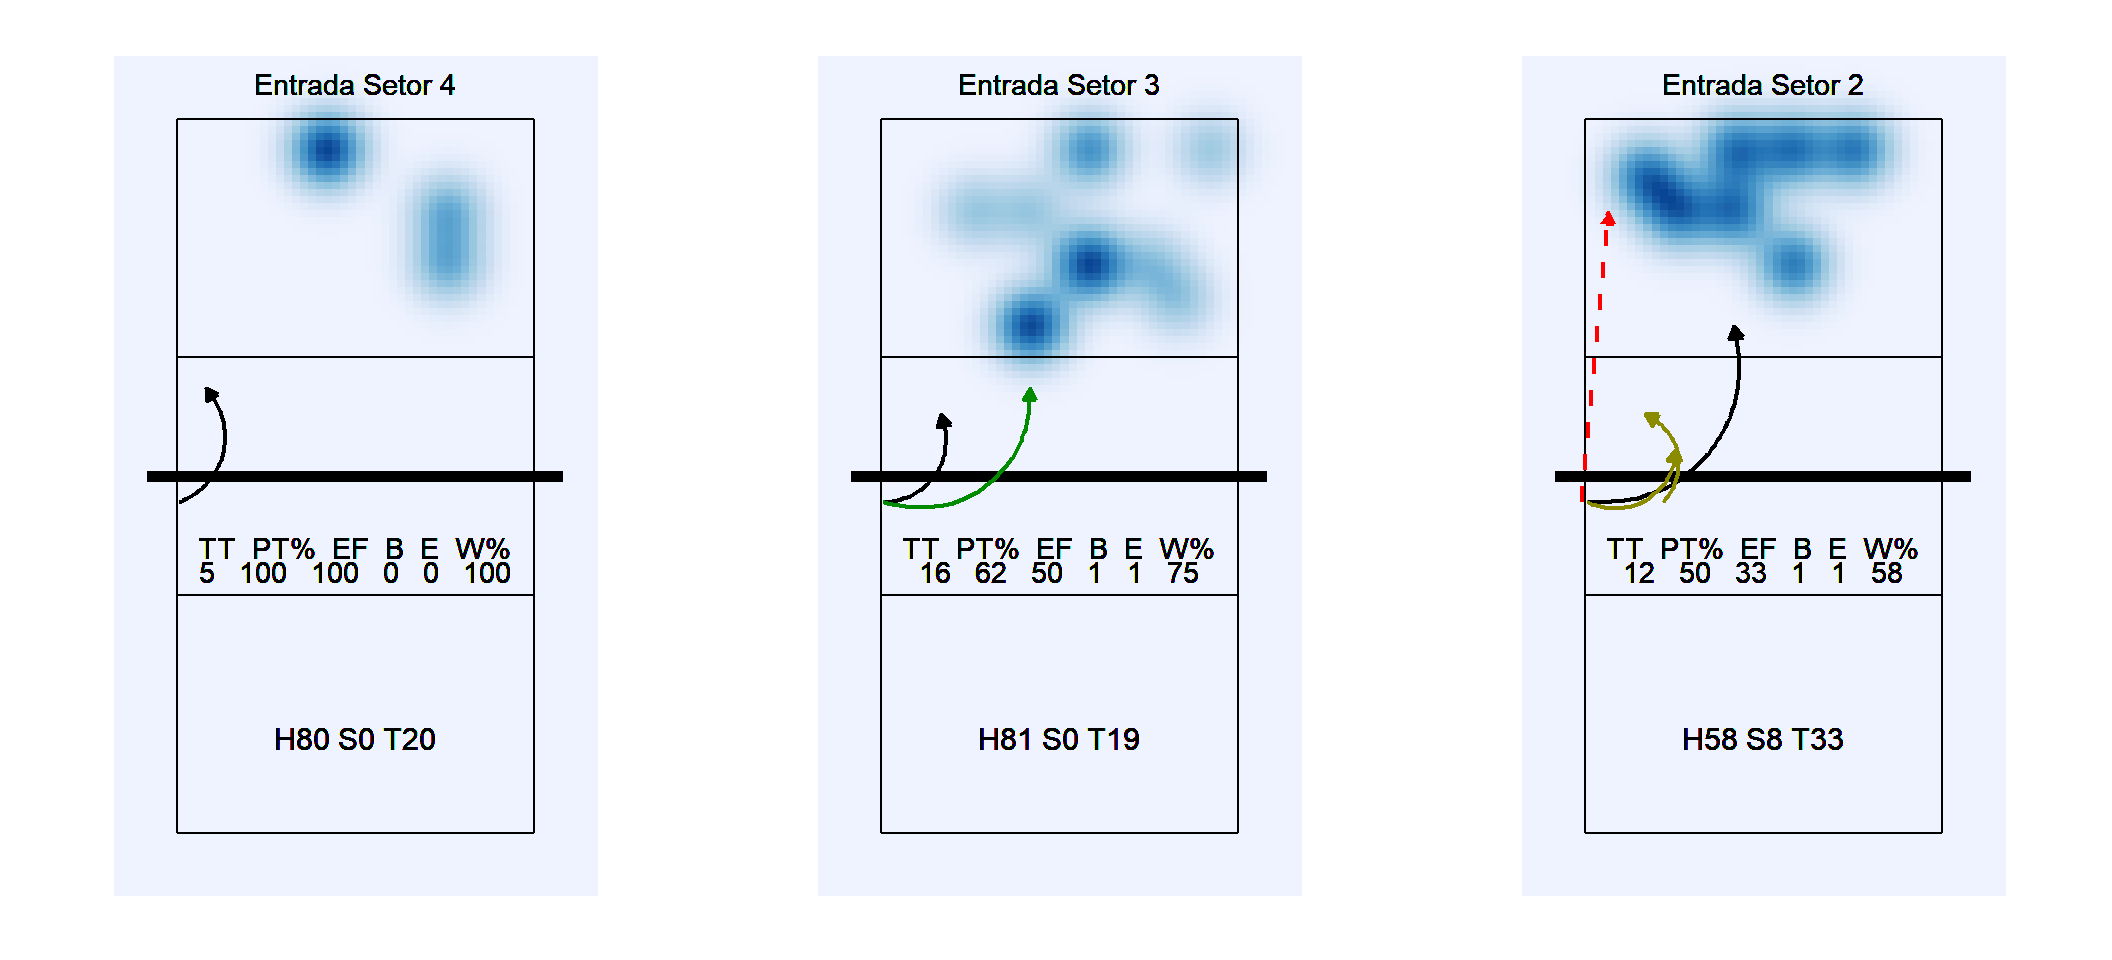 Entrada Setor 4
TT PT% EF B E W%
5 100 100 0 0 100
H80 S0 T20
Entrada Setor 3
TT PT% EF B E W%
16 62 50 1 1 75
H81 S0 T19
Entrada Setor 2
TT PT% EF B E W%
12 50 33 1 1 58
H58 S8 T33